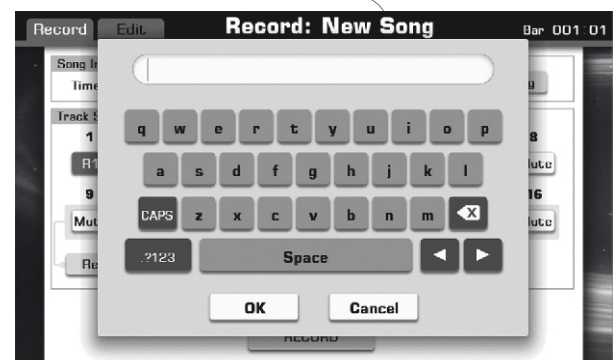 Record Edit Record: New Song Bar 001:01
Song In
Time
Track S
1 8
R1 Mute
9 16
Mut Mute
Re
q w e r t y u i o p
a s d f g h j k l
CAPS z x c v b n m
.?123 Space
OK Cancel
RECORD